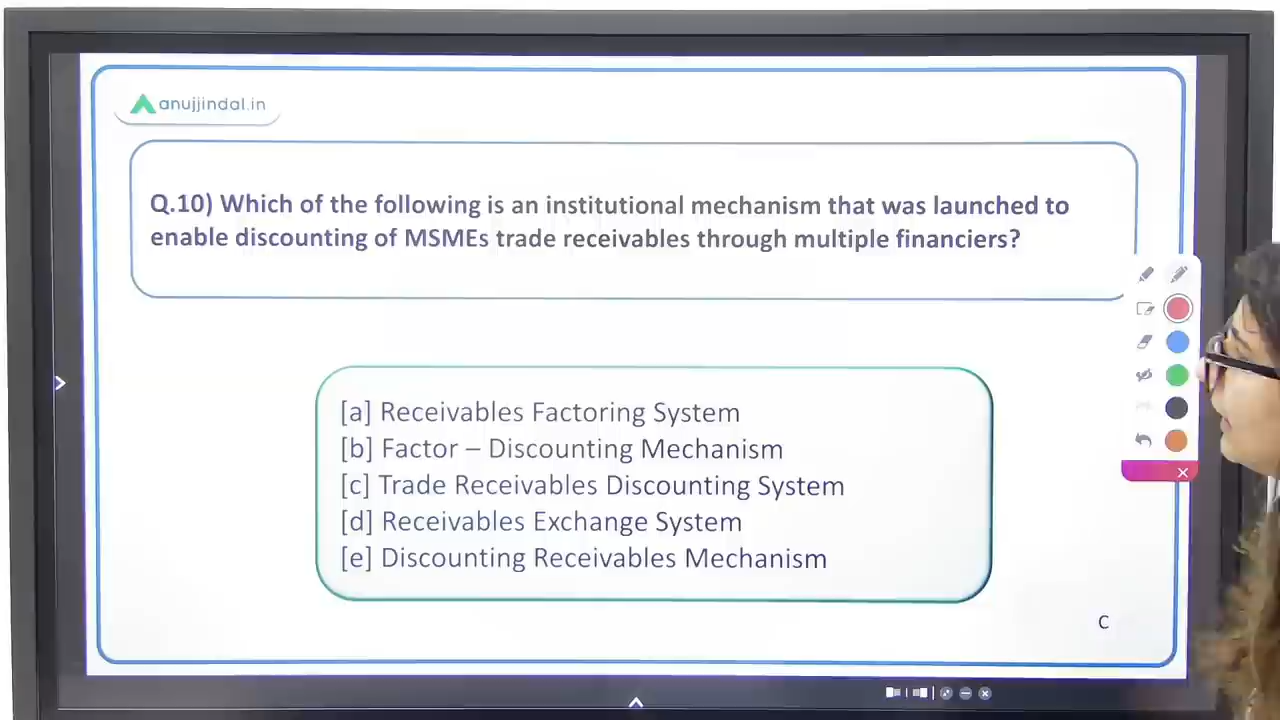 anujjindal.in
Q.10) Which of the following is an institutional mechanism that was launched to
enable discounting of MSMEs trade receivables through multiple financiers?
[a] Receivables Factoring System
[b] Factor – Discounting Mechanism
[c] Trade Receivables Discounting System
[d] Receivables Exchange System
[e] Discounting Receivables Mechanism
C